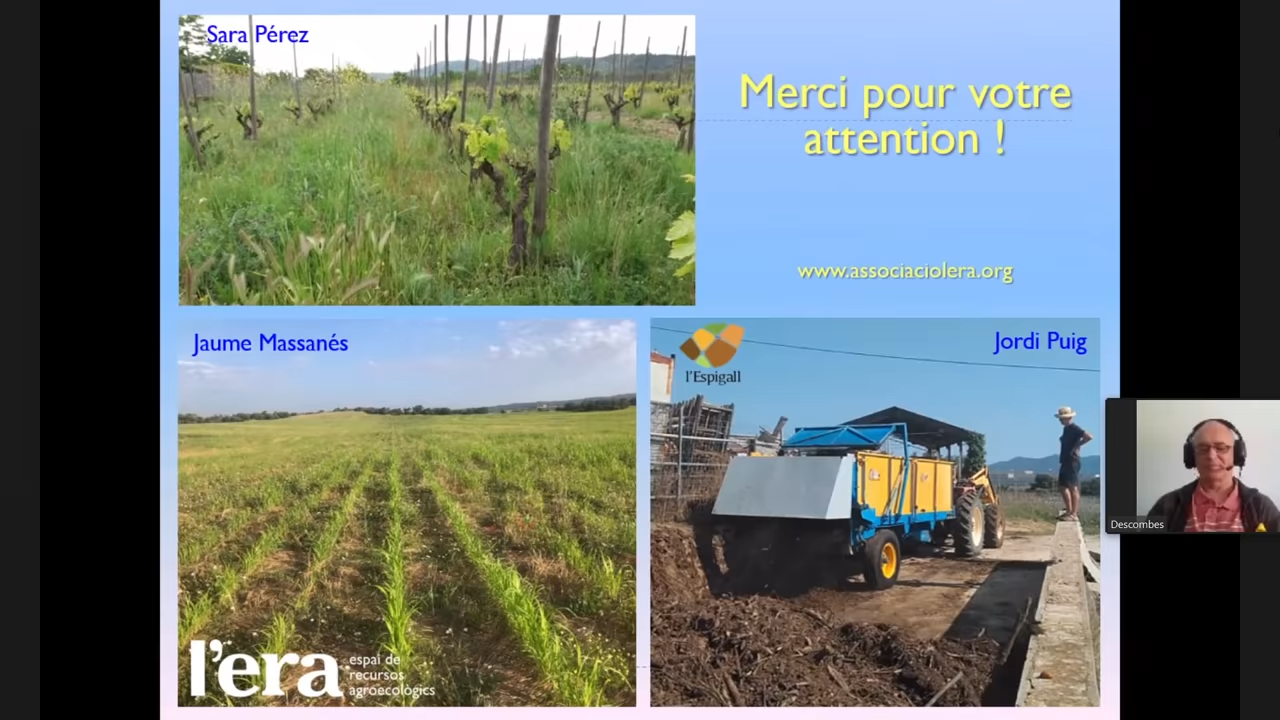 Sara Pérez
Merci pour votre
attention !
www.associaciolera.org
Jaume Massanés
l'Espigall
Jordi Puig
Descombes
l'era espai de
recursos
agroecològics